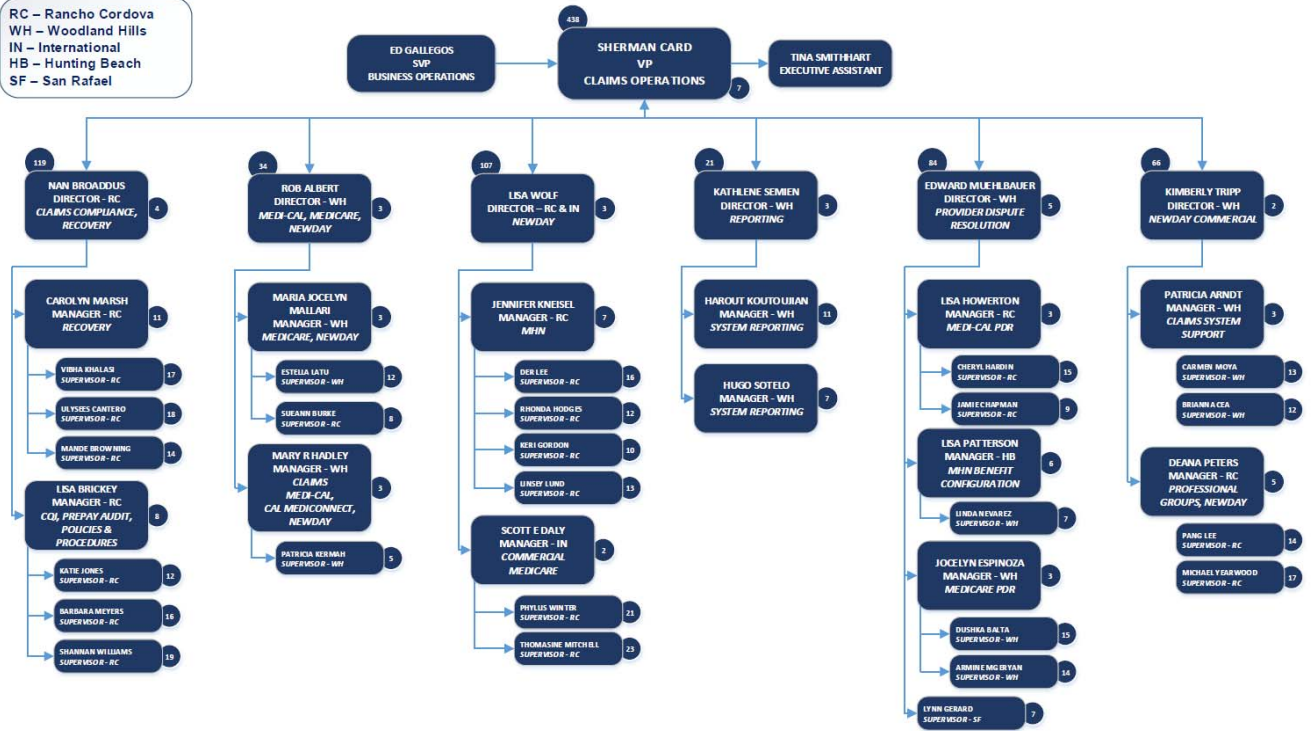 RC – Rancho Cordova
WH – Woodland Hills
IN – International
HB – Hunting Beach
SF – San Rafael
438
ED GALLEGOS
SVP
BUSINESS OPERATIONS
SHERMAN CARD
VP
CLAIMS OPERATIONS
7
TINA SMITHHART
EXECUTIVE ASSISTANT
119
NAN BROADDUS
DIRECTOR - RC
CLAIMS COMPLIANCE,
RECOVERY
4
CAROLYN MARSH
MANAGER - RC
RECOVERY
11
VIBHA KHALASI
SUPERVISOR - RC
17
ULYSEES CANTERO
SUPERVISOR - RC
18
MANDE BROWNING
SUPERVISOR - RC
14
LISA BRICKEY
MANAGER - RC
CQI, PREPAY AUDIT,
POLICIES &
PROCEDURES
8
KATIE JONES
SUPERVISOR - RC
12
BARBARA MEYERS
SUPERVISOR - RC
16
SHANNAN WILLIAMS
SUPERVISOR - RC
19
34
ROB ALBERT
DIRECTOR - WH
MEDI-CAL, MEDICARE,
NEWDAY
3
MARIA JOCELYN
MALLARI
MANAGER - WH
MEDICARE, NEWDAY
3
ESTELLA LATU
SUPERVISOR - WH
12
SUEANN BURKE
SUPERVISOR - RC
8
MARY R HADLEY
MANAGER - WH
CLAIMS
MEDI-CAL,
CAL MEDICONNECT,
NEWDAY
3
PATRICIA KERMAH
SUPERVISOR - WH
5
107
LISA WOLF
DIRECTOR – RC & IN
NEWDAY
3
JENNIFER KNEISEL
MANAGER - RC
MHN
7
DER LEE
SUPERVISOR - RC
16
RHONDA HODGES
SUPERVISOR - RC
12
KERI GORDON
SUPERVISOR - RC
10
LINSEY LUND
SUPERVISOR - RC
13
SCOTT E DALY
MANAGER - IN
COMMERCIAL
MEDICARE
2
PHYLLIS WINTER
SUPERVISOR - RC
21
THOMASINE MITCHELL
SUPERVISOR - RC
23
21
KATHLENE SEMIEN
DIRECTOR - WH
REPORTING
3
HAROUT KOUTOUJIAN
MANAGER - WH
SYSTEM REPORTING
11
HUGO SOTELO
MANAGER - WH
SYSTEM REPORTING
7
84
EDWARD MUEHLBAUER
DIRECTOR - WH
PROVIDER DISPUTE
RESOLUTION
5
LISA HOWERTON
MANAGER - RC
MEDI-CAL PDR
3
CHERYL HARDIN
SUPERVISOR - RC
15
JAMIE CHAPMAN
SUPERVISOR - RC
9
LISA PATTERSON
MANAGER - HB
MHN BENEFIT
CONFIGURATION
6
LINDA NEVAREZ
SUPERVISOR - WH
7
JOCELYN ESPINOZA
MANAGER - WH
MEDICARE PDR
3
DUSHKA BALTA
SUPERVISOR - WH
15
ARMINE MGERYAN
SUPERVISOR - WH
14
LYNN GERARD
SUPERVISOR - SF
7
66
KIMBERLY TRIPP
DIRECTOR - WH
NEWDAY COMMERCIAL
2
PATRICIA ARNDT
MANAGER - WH
CLAIMS SYSTEM
SUPPORT
3
CARMEN MOYA
SUPERVISOR - WH
13
BRIANNA CEA
SUPERVISOR - WH
12
DEANA PETERS
MANAGER - RC
PROFESSIONAL
GROUPS, NEWDAY
5
PANG LEE
SUPERVISOR - RC
14
MICHAEL YEARWOOD
SUPERVISOR - RC
17